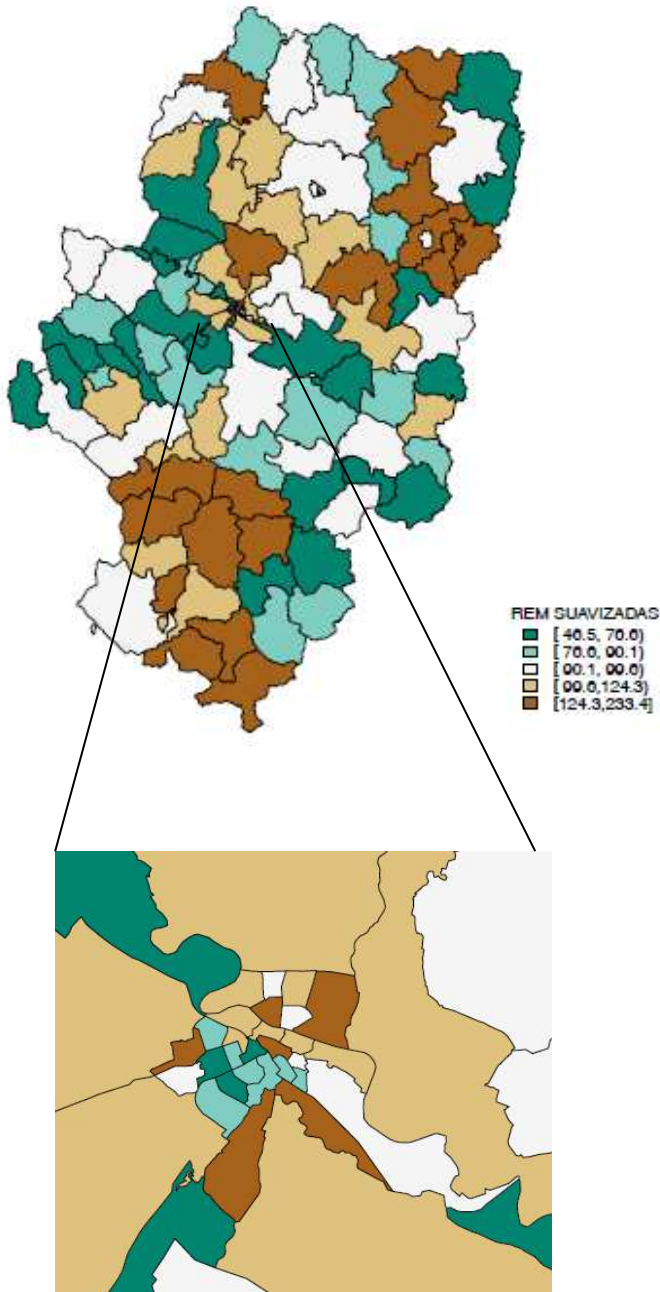 REM SUAVIZADAS
[ 46.5, 76.6)
[ 76.6, 90.1)
[ 90.1, 99.6)
[ 99.6,124.3)
[124.3,233.4]